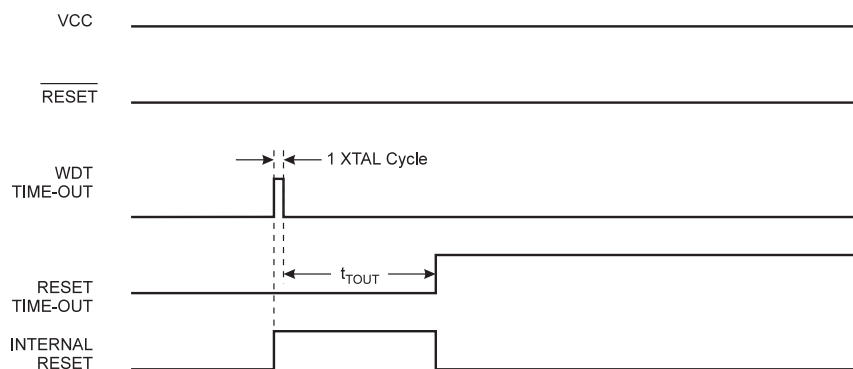 VCC
RESET
1 XTAL Cycle
WDT
TIME-OUT
tTOUT
RESET
TIME-OUT
INTERNAL
RESET